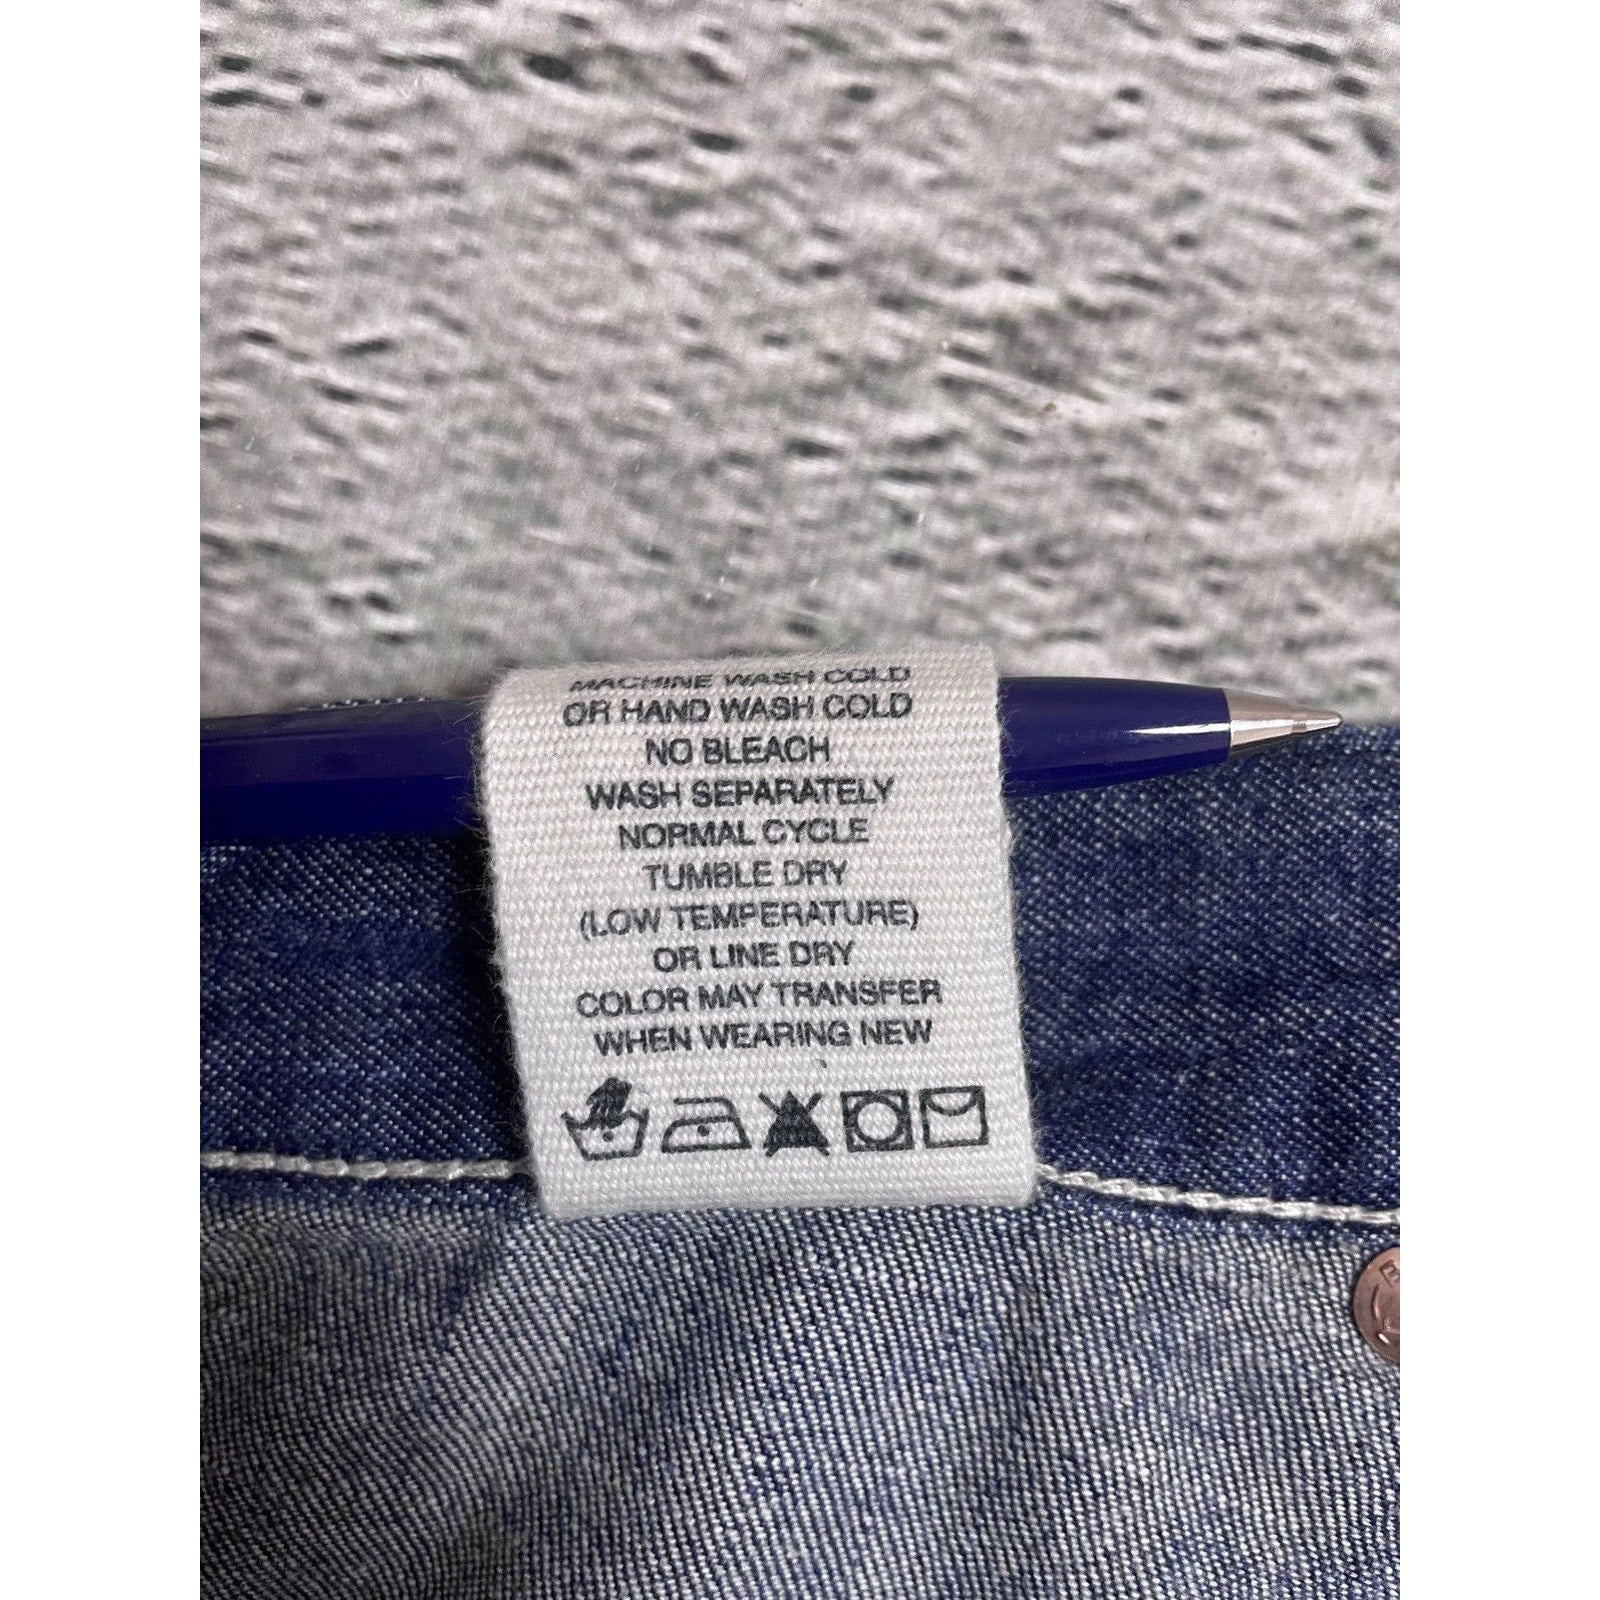 MACHINE WASH COLD
OR HAND WASH COLD
NO BLEACH
WASH SEPARATELY
NORMAL CYCLE
TUMBLE DRY
(LOW TEMPERATURE)
OR LINE DRY
COLOR MAY TRANSFER
WHEN WEARING NEW